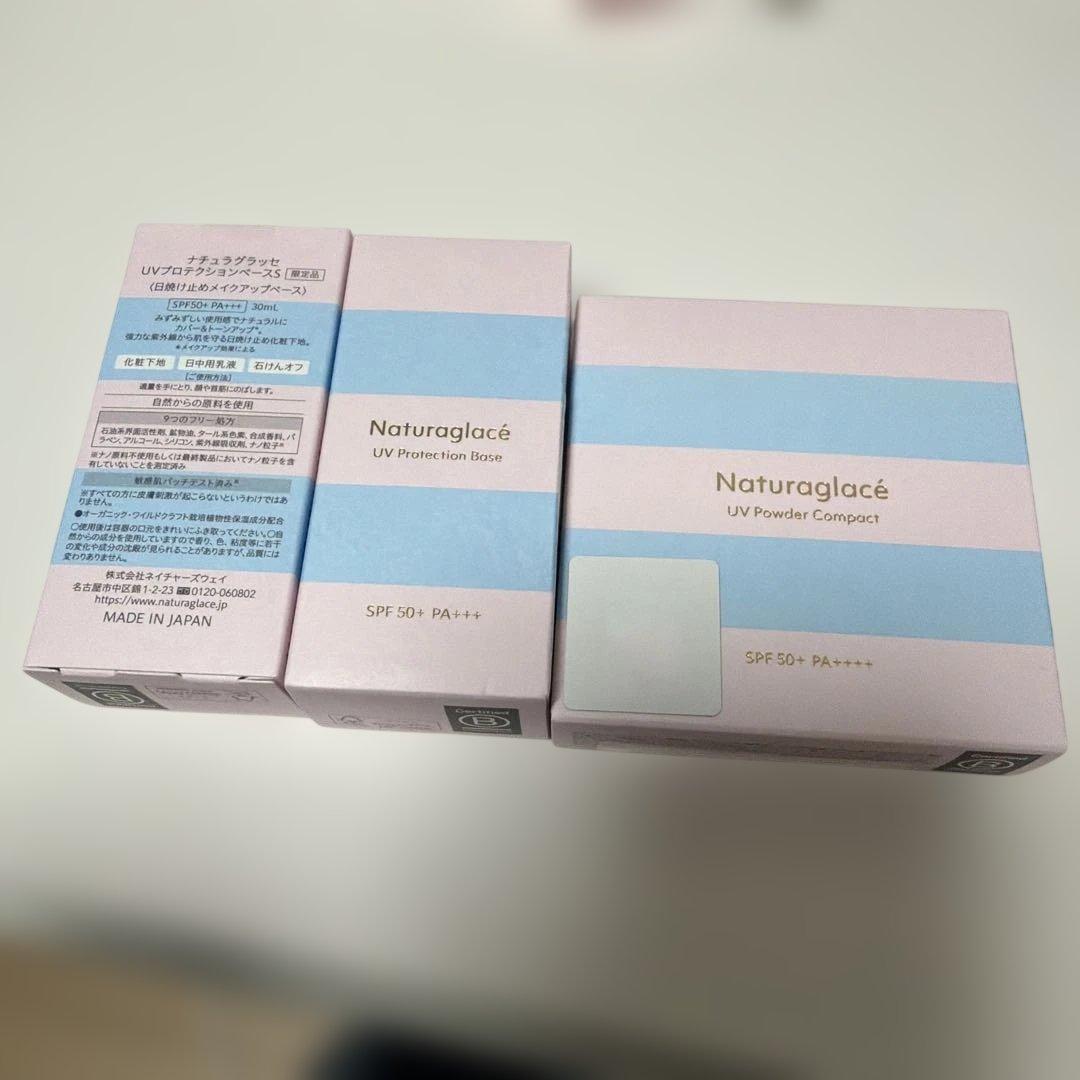 ナチュラグラッセ
UVプロテクションベースS 限定品
〈日焼け止めメイクアップベース〉
SPF50+ PA+++ 30mL
みずみずしい使用感でナチュラルに
カバー&トーンアップ*。
強力な紫外線から肌を守る日焼け止め化粧下地。
*メイクアップ効果による
化粧下地 日中用乳液 石けんオフ
[ご使用方法]
適量を手にとり、顔や首筋にのばします。
自然からの原料を使用
9つのフリー処方
石油系界面活性剤、鉱物油、タール系色素、合成香料、パ
ラベン、アルコール、シリコン、紫外線吸収剤、ナノ粒子※
※ナノ原料不使用もしくは最終製品においてナノ粒子を含
有していないことを測定済み
敏感肌パッチテスト済み※
※すべての方に皮膚刺激が起こらないというわけではあ
りません。
●オーガニック・ワイルドクラフト栽培植物性保湿成分配合
○使用後は容器の口元をきれいにふき取ってください。○自
然からの成分を使用していますので香り、色、粘度等に若干
の変化や成分の沈殿が見られることがありますが、品質には
変わりありません。
株式会社ネイチャーズウェイ
名古屋市中区錦1-2-23 0120-060802
https://www.naturaglace.jp
MADE IN JAPAN
Naturaglacé
UV Protection Base
SPF 50+ PA+++
Certified
B
Naturaglacé
UV Powder Compact
SPF 50+ PA++++
Certified
B